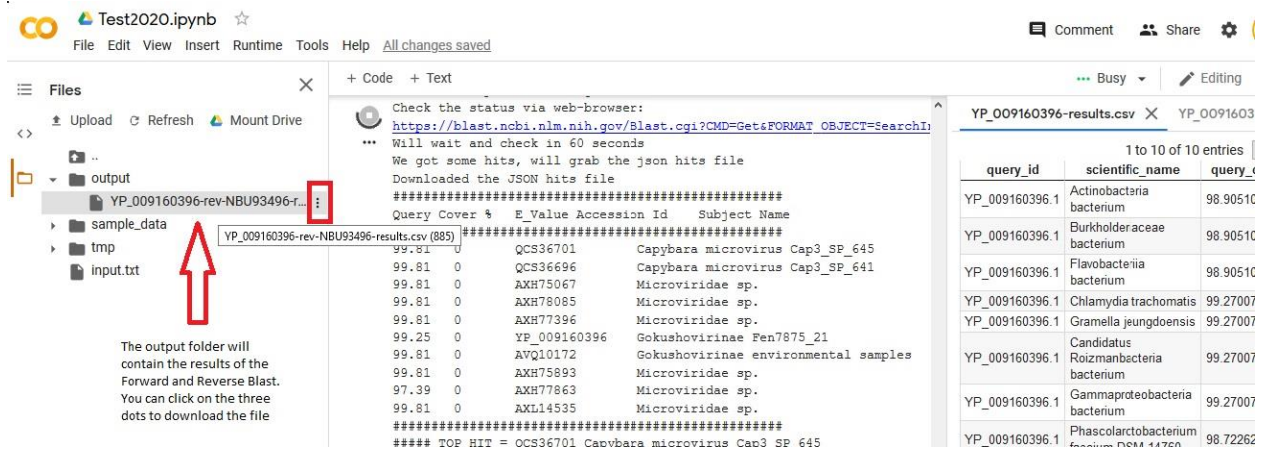 Test2020.ipynb
File Edit View Insert Runtime Tools Help All changes saved
Comment Share
Files
Upload Refresh Mount Drive
..
output
YP_009160396-rev-NBU93496-r...
sample_data
YP_009160396-rev-NBU93496-results.csv (885)
tmp
input.txt
The output folder will
contain the results of the
Forward and Reverse Blast.
You can click on the three
dots to download the file
+ Code + Text
Busy Editing
Check the status via web-browser:
https://blast.ncbi.nlm.nih.gov/Blast.cgi?CMD=Get&FORMAT_OBJECT=SearchI
Will wait and check in 60 seconds
We got some hits, will grab the json hits file
Downloaded the JSON hits file
############################################
Query Cover % E_Value Accession Id Subject Name
############################################
99.81 0 QCS36701 Capybara microvirus Cap3_SP_645
99.81 0 QCS36696 Capybara microvirus Cap3_SP_641
99.81 0 AXH75067 Microviridae sp.
99.81 0 AXH78085 Microviridae sp.
99.81 0 AXH77396 Microviridae sp.
99.25 0 YP_009160396 Gokushovirinae Fen7875_21
99.81 0 AVQ10172 Gokushovirinae environmental samples
99.81 0 AXH75893 Microviridae sp.
97.39 0 AXH77863 Microviridae sp.
99.81 0 AXL14535 Microviridae sp.
############################################
##### TOP HIT = QCS36701 Capybara microvirus Cap3 SP 645
YP_009160396-results.csv YP_0091603
1 to 10 of 10 entries
query_id scientific_name query_
YP_009160396.1 Actinobacteria bacterium 98.90510
YP_009160396.1 Burkholderaceae bacterium 98.90510
YP_009160396.1 Flavobacteriia bacterium 98.90510
YP_009160396.1 Chlamydia trachomatis 99.27007
YP_009160396.1 Gramella jeungdoensis 99.27007
YP_009160396.1 Candidatus Roizmanbacteria bacterium 99.27007
YP_009160396.1 Gammaproteobacteria bacterium 99.27007
YP_009160396.1 Phascolarctobacterium 98.72262